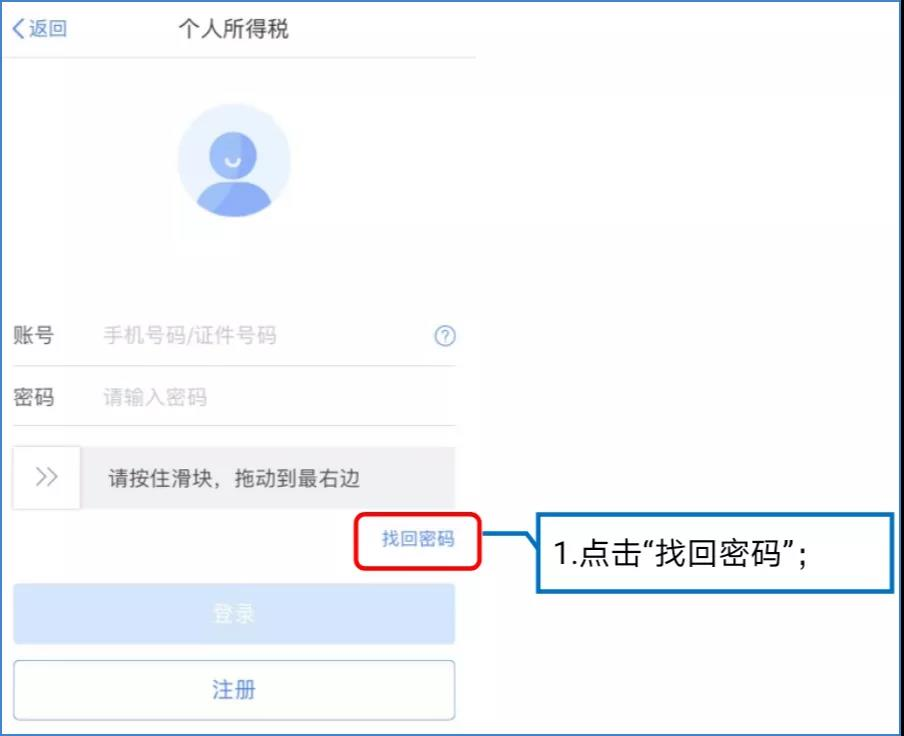 返回
个人所得税
账号 手机号码/证件号码
密码 请输入密码
请按住滑块，拖动到最右边
找回密码
1.点击“找回密码”；
登录
注册